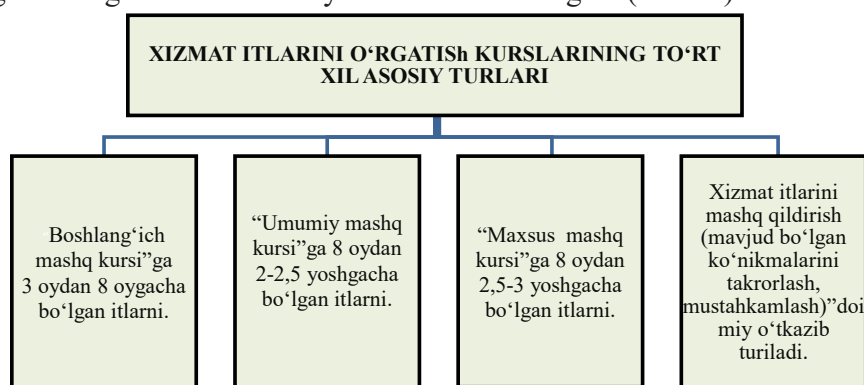 XIZMAT ITLARINI O‘RGATISh KURSLARINING TO‘RT
XIL ASOSIY TURLARI
Boshlang‘ich
mashq kursi”ga
3 oydan 8 oygacha
bo‘lgan itlarni.
“Umumiy mashq
kursi”ga 8 oydan
2-2,5 yoshgacha
bo‘lgan itlarni.
“Maxsus mashq
kursi”ga 8 oydan
2,5-3 yoshgacha
bo‘lgan itlarni.
Xizmat itlarini
mashq qildirish
(mavjud bo‘lgan
ko‘nikmalarini
takrorlash,
mustahkamlash)”doi
miy o‘tkazib
turiladi.